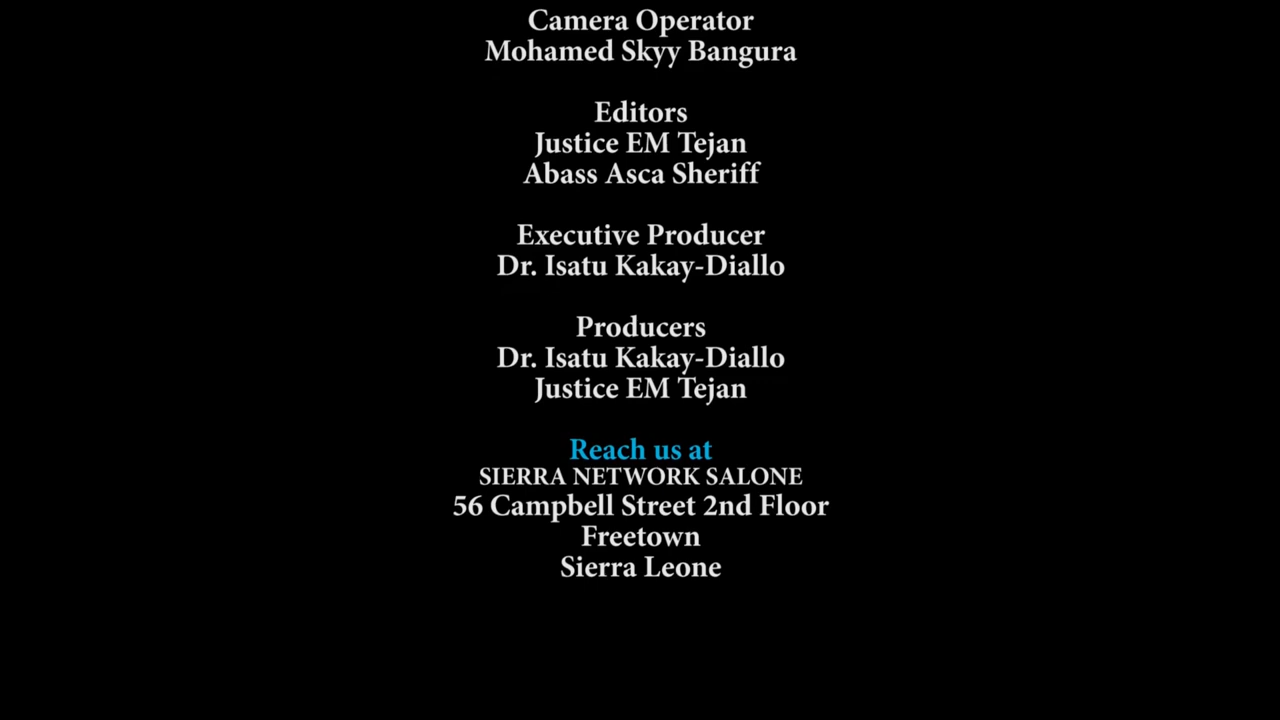 Camera Operator
Mohamed Skyy Bangura
Editors
Justice EM Tejan
Abass Asca Sheriff
Executive Producer
Dr. Isatu Kakay-Diallo
Producers
Dr. Isatu Kakay-Diallo
Justice EM Tejan
Reach us at
SIERRA NETWORK SALONE
56 Campbell Street 2nd Floor
Freetown
Sierra Leone